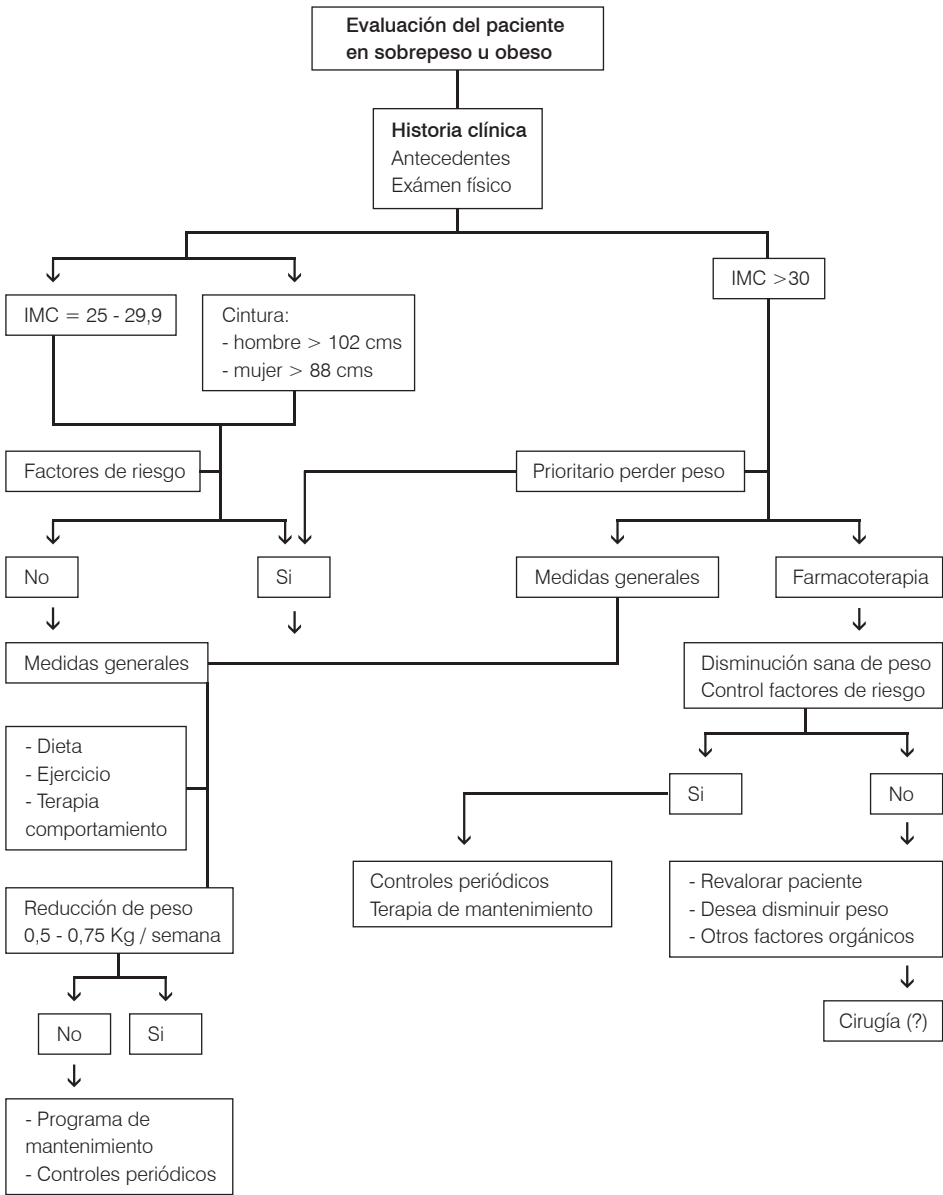 Evaluación del paciente
en sobrepeso u obeso
Historia clínica
Antecedentes
Exámen físico
IMC >30
IMC = 25 - 29,9
Cintura:
- hombre > 102 cms
- mujer > 88 cms
Factores de riesgo
Prioritario perder peso
No
Si
Medidas generales
Farmacoterapia
Medidas generales
Disminución sana de peso
Control factores de riesgo
- Dieta
- Ejercicio
- Terapia
comportamiento
Si
No
Controles periódicos
Terapia de mantenimiento
- Revalorar paciente
- Desea disminuir peso
- Otros factores orgánicos
Reducción de peso
0,5 - 0,75 Kg / semana
Cirugía (?)
No
Si
- Programa de
mantenimiento
- Controles periódicos